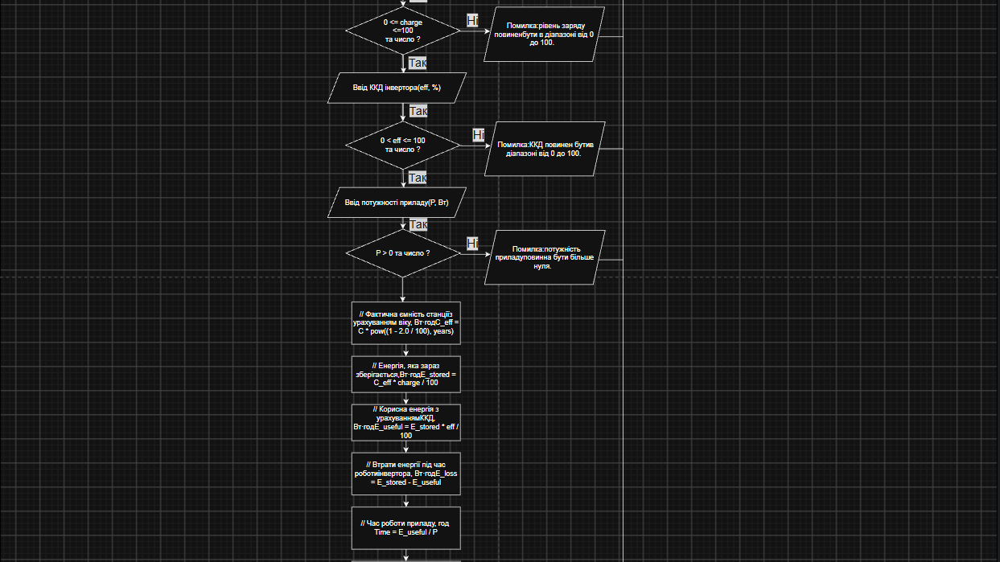 0 <= charge
<=100
та число ?
Ні
Помилка:рівень заряду
повиненбути в діапазоні від 0
до 100.
Так
Ввід ККД інвертора(eff, %)
Так
0 < eff <= 100
та число ?
Ні
Помилка:ККД повинен бутив
діапазоні від 0 до 100.
Так
Ввід потужності приладу(P, Вт)
Так
P > 0 та число ?
Ні
Помилка:потужність
приладуповинна бути більше
нуля.
// Фактична ємність станціїз
урахуванням віку, Вт·годC_eff =
C * pow((1 - 2.0 / 100), years)
// Енергія, яка зараз
зберігається,Вт·годE_stored =
C_eff * charge / 100
// Корисна енергія з
урахуваннямККД,
Вт·годE_useful = E_stored * eff /
100
// Втрати енергії під час
роботиінвертора, Вт·годE_loss
= E_stored - E_useful
// Час роботи приладу, год
Time = E_useful / P